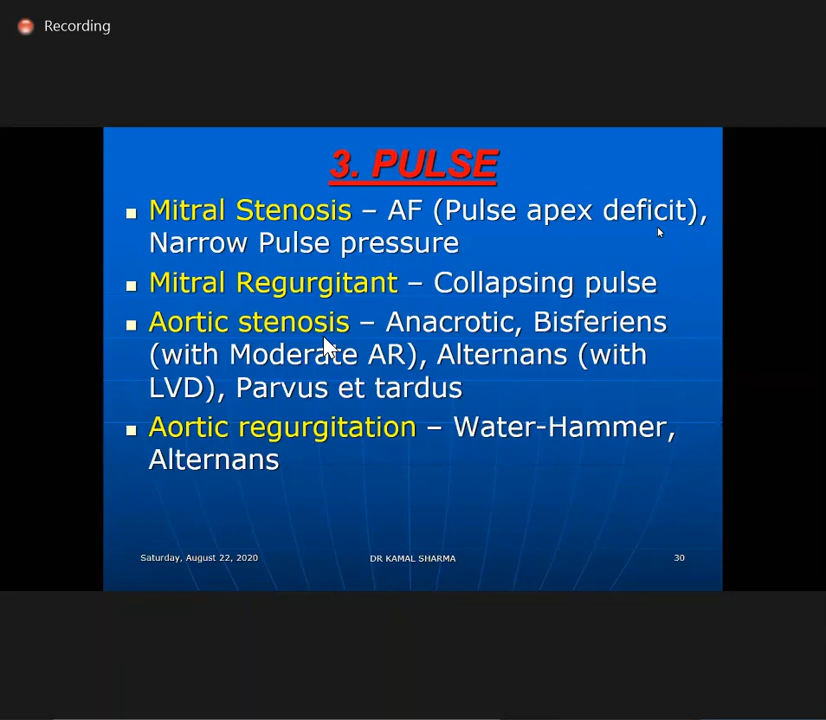 Recording
3. PULSE
Mitral Stenosis – AF (Pulse apex deficit),
Narrow Pulse pressure
Mitral Regurgitant – Collapsing pulse
Aortic stenosis – Anacrotic, Bisferiens
(with Moderate AR), Alternans (with
LVD), Parvus et tardus
Aortic regurgitation – Water-Hammer,
Alternans
Saturday, August 22, 2020 DR KAMAL SHARMA 30